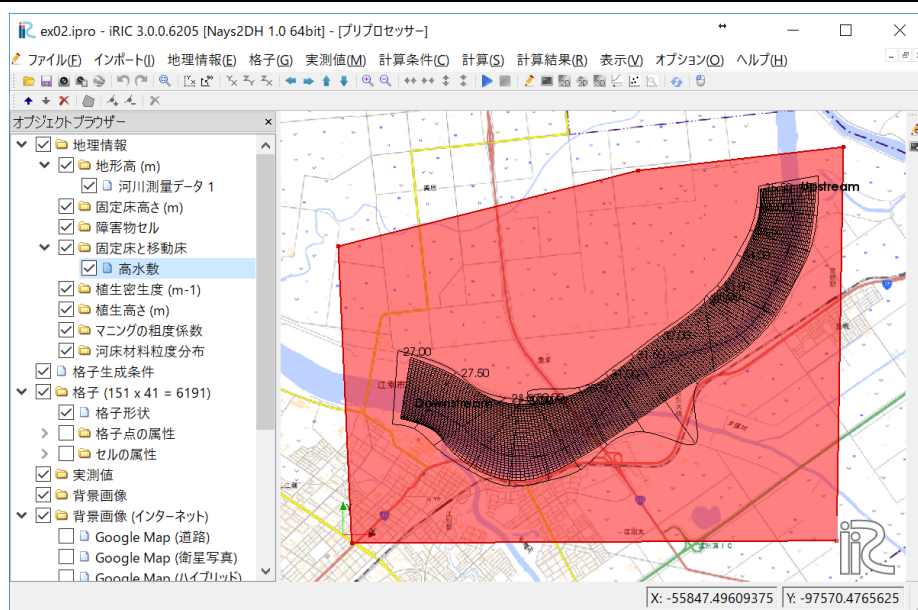 ex02.ipro - iRIC 3.0.0.6205 [Nays2DH 1.0 64bit] - [プリプロセッサー]
ファイル(F) インポート(I) 地理情報(E) 格子(G) 実測値(M) 計算条件(C) 計算(S) 計算結果(R) 表示(V) オプション(O) ヘルプ(H)
オブジェクトブラウザー
地理情報
地形高 (m)
河川測量データ 1
固定床高さ (m)
障害物セル
固定床と移動床
高水敷
植生密生度 (m-1)
植生高さ (m)
マニングの粗度係数
河床材料粒度分布
格子生成条件
格子 (151 x 41 = 6191)
格子形状
格子点の属性
セルの属性
実測値
背景画像
背景画像 (インターネット)
Google Map (道路)
Google Map (衛星写真)
Google Map (ハイブリッド)
美原
Upstream
27.00
27.50
Downstream
江別市
豊幌
Y
X
iRIC
X: -55847.49609375
Y: -97570.4765625